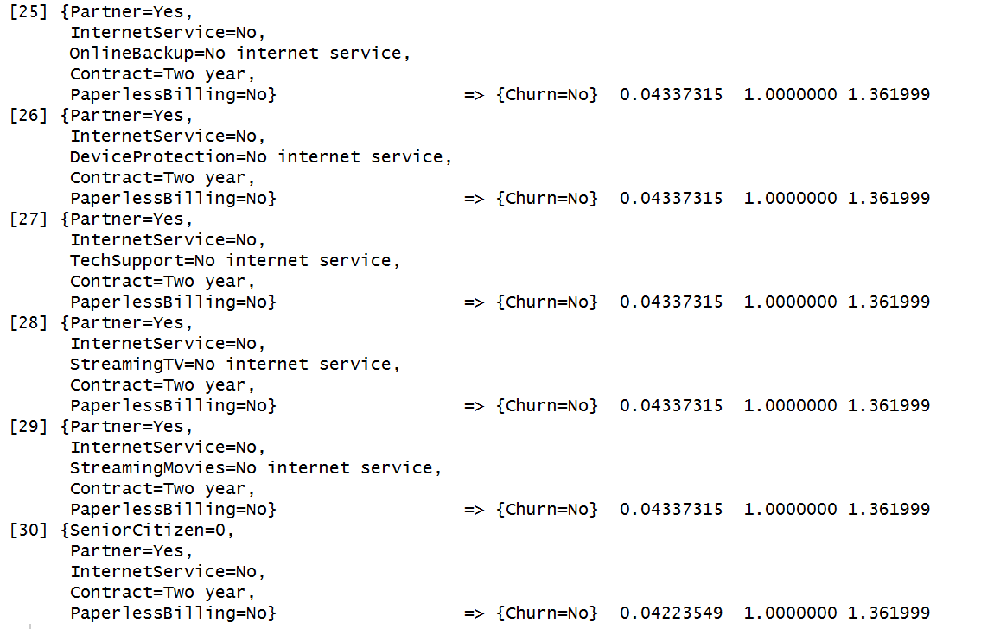 [25] {Partner=Yes,
      InternetService=No,
      OnlineBackup=No internet service,
      Contract=Two year,
      PaperlessBilling=No}                  => {Churn=No}  0.04337315  1.0000000 1.361999
[26] {Partner=Yes,
      InternetService=No,
      DeviceProtection=No internet service,
      Contract=Two year,
      PaperlessBilling=No}                  => {Churn=No}  0.04337315  1.0000000 1.361999
[27] {Partner=Yes,
      InternetService=No,
      TechSupport=No internet service,
      Contract=Two year,
      PaperlessBilling=No}                  => {Churn=No}  0.04337315  1.0000000 1.361999
[28] {Partner=Yes,
      InternetService=No,
      StreamingTV=No internet service,
      Contract=Two year,
      PaperlessBilling=No}                  => {Churn=No}  0.04337315  1.0000000 1.361999
[29] {Partner=Yes,
      InternetService=No,
      StreamingMovies=No internet service,
      Contract=Two year,
      PaperlessBilling=No}                  => {Churn=No}  0.04337315  1.0000000 1.361999
[30] {SeniorCitizen=0,
      Partner=Yes,
      InternetService=No,
      Contract=Two year,
      PaperlessBilling=No}                  => {Churn=No}  0.04223549  1.0000000 1.361999